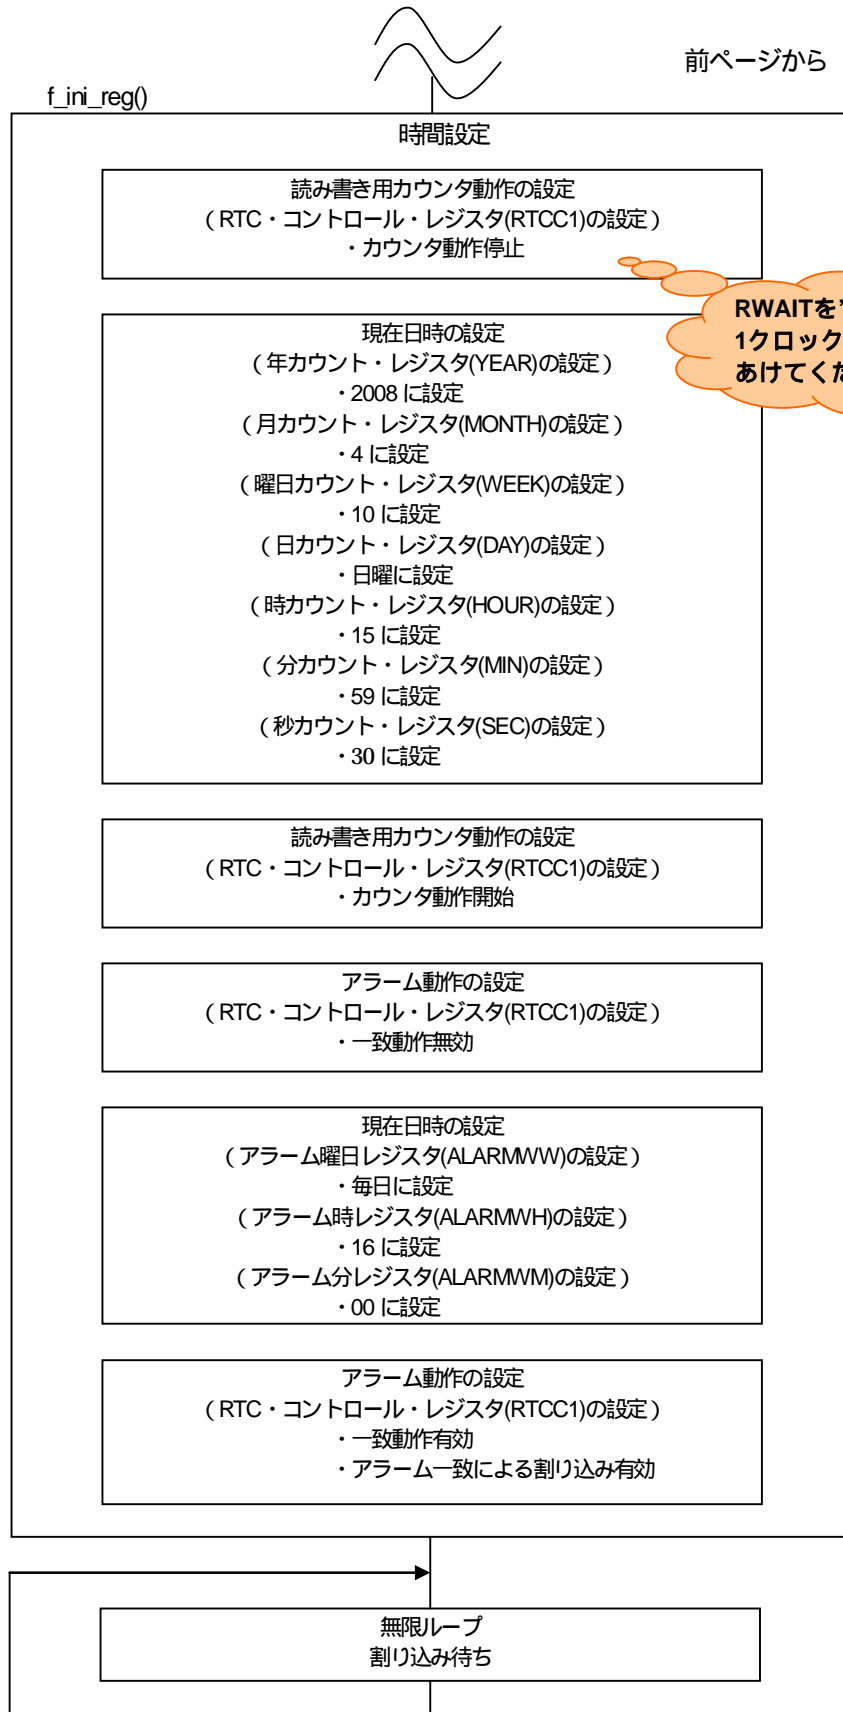 前ページから
f_ini_reg()
時間設定
読み書き用カウンタ動作の設定
（RTC・コントロール・レジスタ(RTCC1)の設定）
・カウンタ動作停止
RWAITを"
1クロック
あけてくた
現在日時の設定
（年カウント・レジスタ(YEAR)の設定）
・2008 に設定
（月カウント・レジスタ(MONTH)の設定）
・4 に設定
（曜日カウント・レジスタ(WEEK)の設定）
・10 に設定
（日カウント・レジスタ(DAY)の設定）
・日曜に設定
（時カウント・レジスタ(HOUR)の設定）
・15 に設定
（分カウント・レジスタ(MIN)の設定）
・59 に設定
（秒カウント・レジスタ(SEC)の設定）
・30 に設定
読み書き用カウンタ動作の設定
（RTC・コントロール・レジスタ(RTCC1)の設定）
・カウンタ動作開始
アラーム動作の設定
（RTC・コントロール・レジスタ(RTCC1)の設定）
・一致動作無効
現在日時の設定
（アラーム曜日レジスタ(ALARMWW)の設定）
・毎日に設定
（アラーム時レジスタ(ALARMWH)の設定）
・16 に設定
（アラーム分レジスタ(ALARMWM)の設定）
・00 に設定
アラーム動作の設定
（RTC・コントロール・レジスタ(RTCC1)の設定）
・一致動作有効
・アラーム一致による割り込み有効
無限ループ
割り込み待ち